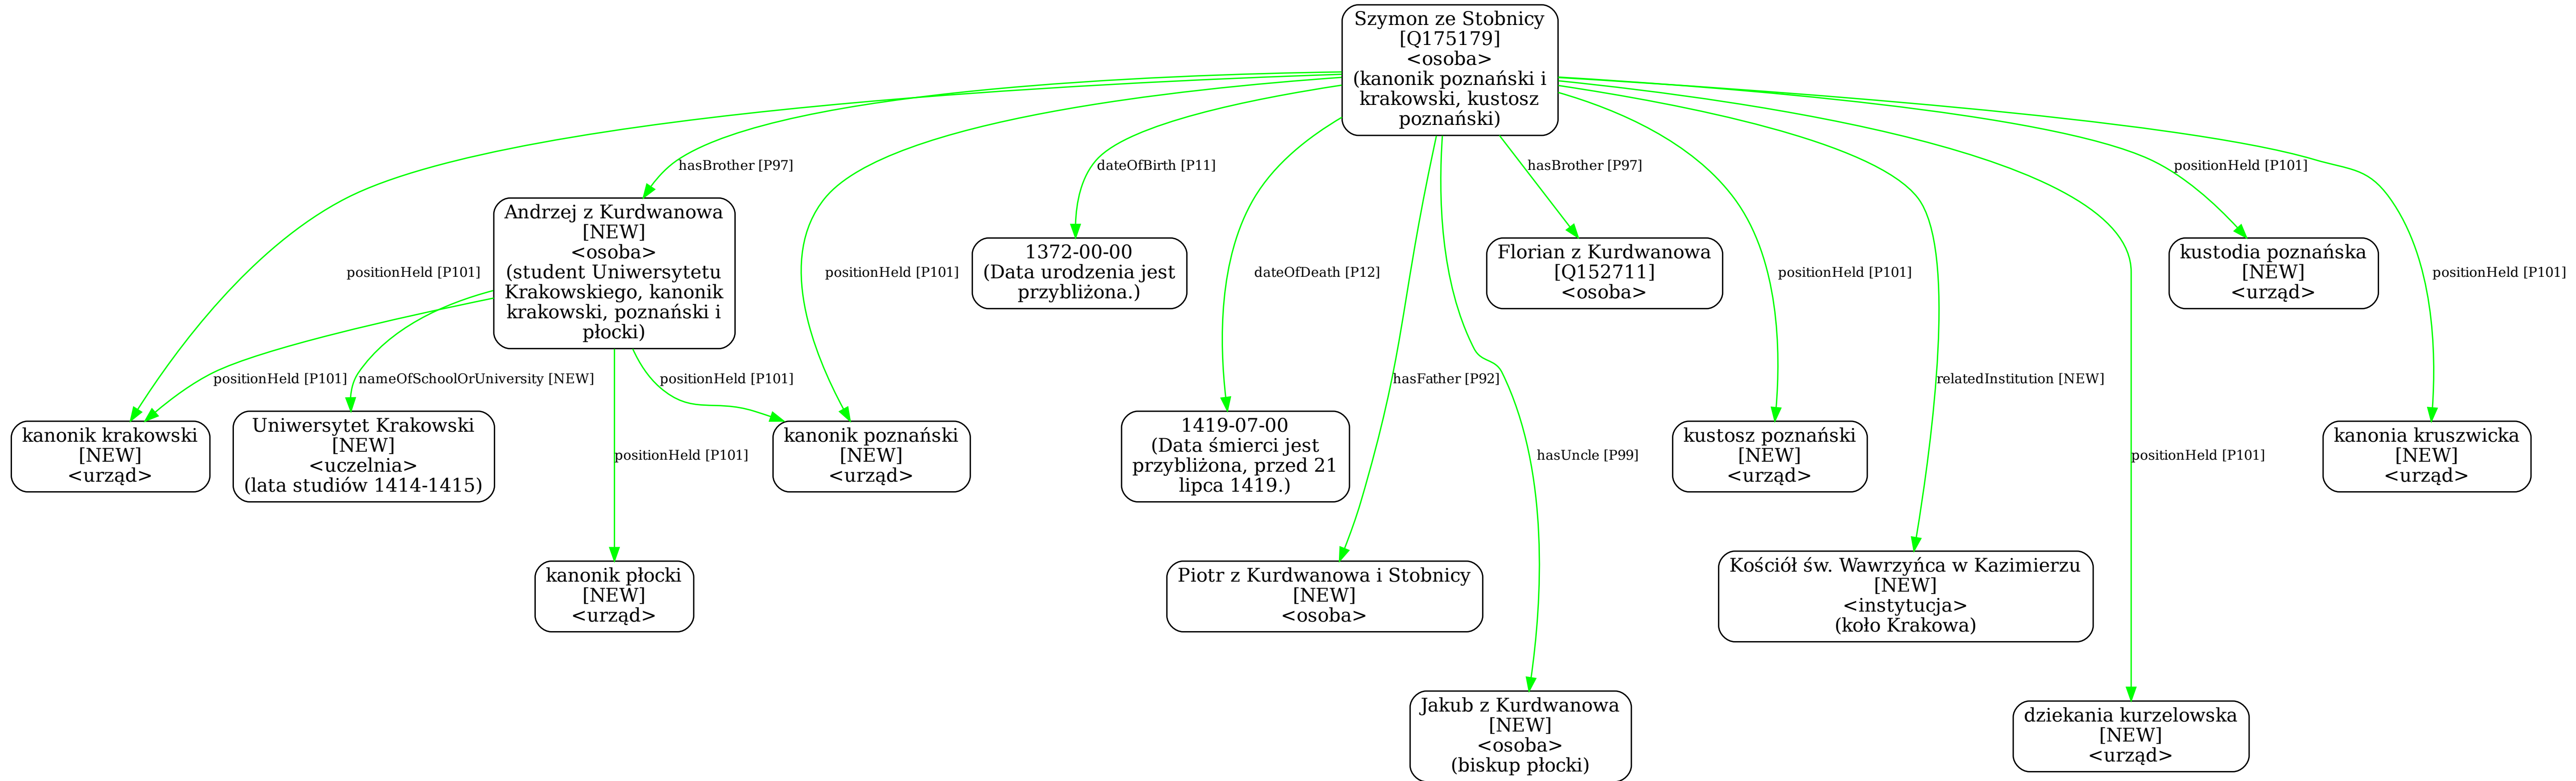 Szymon ze Stobnicy
[Q175179]
<osoba>
(kanonik poznański i
krakowski, kustosz
poznański)
hasBrother [P97]
dateOfBirth [P11]
hasBrother [P97]
positionHeld [P101]
Andrzej z Kurdwanowa
[NEW]
<osoba>
(student Uniwersytetu
Krakowskiego, kanonik
krakowski, poznański i
płocki)
1372-00-00
(Data urodzenia jest
przybliżona.)
Florian z Kurdwanowa
[Q152711]
<osoba>
kustodia poznańska
[NEW]
<urząd>
positionHeld [P101]
positionHeld [P101]
dateOfDeath [P12]
positionHeld [P101]
positionHeld [P101]
positionHeld [P101]
nameOfSchoolOrUniversity [NEW]
positionHeld [P101]
hasFather [P92]
relatedInstitution [NEW]
kanonik krakowski
[NEW]
<urząd>
Uniwersytet Krakowski
[NEW]
<uczelnia>
(lata studiów 1414-1415)
positionHeld [P101]
kanonik poznański
[NEW]
<urząd>
1419-07-00
(Data śmierci jest
przybliżona, przed 21
lipca 1419.)
hasUncle [P99]
kustosz poznański
[NEW]
<urząd>
positionHeld [P101]
kanonia kruszwicka
[NEW]
<urząd>
kanonik płocki
[NEW]
<urząd>
Piotr z Kurdwanowa i Stobnicy
[NEW]
<osoba>
Kościół św. Wawrzyńca w Kazimierzu
[NEW]
<instytucja>
(koło Krakowa)
Jakub z Kurdwanowa
[NEW]
<osoba>
(biskup płocki)
dziekania kurzelowska
[NEW]
<urząd>